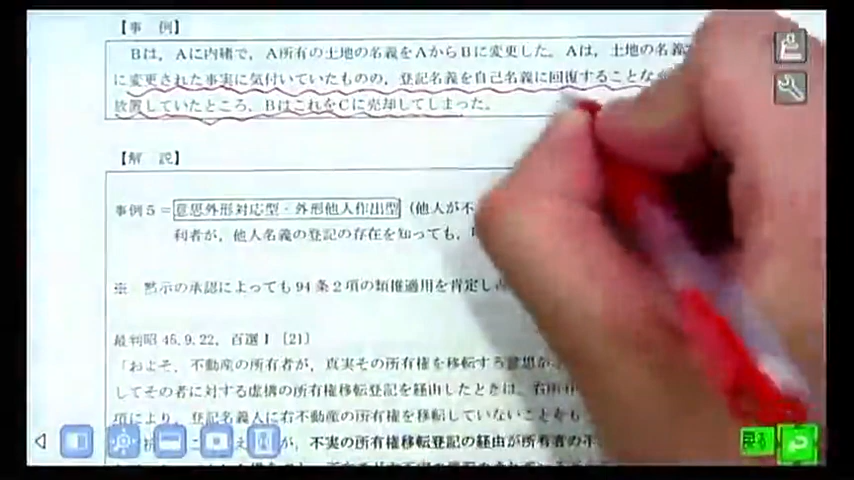 【事 例】
Bは，Aに内緒で，A所有の土地の名義をAからBに変更した。Aは，土地の名義
に変更された事実に気付いていたものの，登記名義を自己名義に回復することな
放置していたところ，BはこれをCに売却してしまった。
【解 説】
事例5＝意思外形対応型－外形他人作出型（他人が不
利者が，他人名義の登記の存在を知っても，
※ 黙示の承認によっても94条2項の類推適用を肯定し
最判昭45.9.22，百選Ⅰ〔21〕
「およそ，不動産の所有者が，真実その所有権を移転する意思が
してその者に対する虚構の所有権移転登記を経由したときは，右所有
項により，登記名義人に右不動産の所有権を移転していないことをも
が，不実の所有権移転登記の経由が所有者の不
戻る